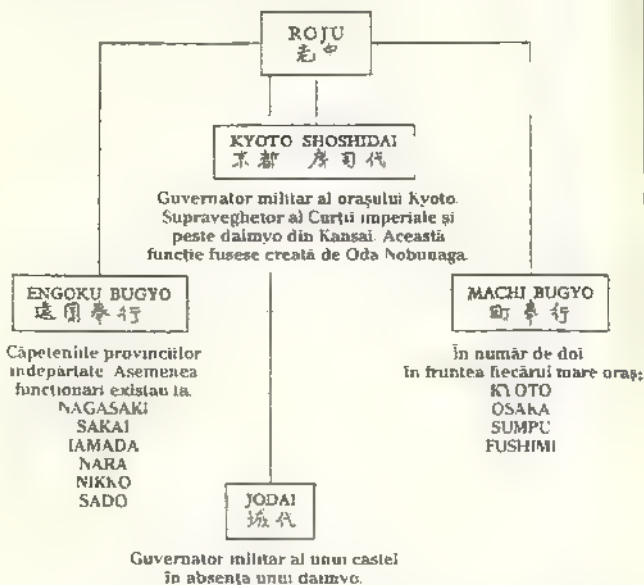 ROJU
老中
KYOTO SHOSHIDAI
京都 所司代
Guvernator militar al orașului Kyoto.
Supraveghetor al Curții imperiale și
peste daimyo din Kansai. Această
funcție fusese creată de Oda Nobunaga.
ENGOKU BUGYO
遠国奉行
Căpeteniile provinciilor
îndepărtate. Asemenea
funcționari existau la:
NAGASAKI
SAKAI
IAMADA
NARA
NIKKO
SADO
MACHI BUGYO
町奉行
În număr de doi
în fruntea fiecărui mare oraș:
KYOTO
OSAKA
SUMPU
FUSHIMI
JODAI
城代
Guvernator militar al unui castel
în absența unui daimyo.